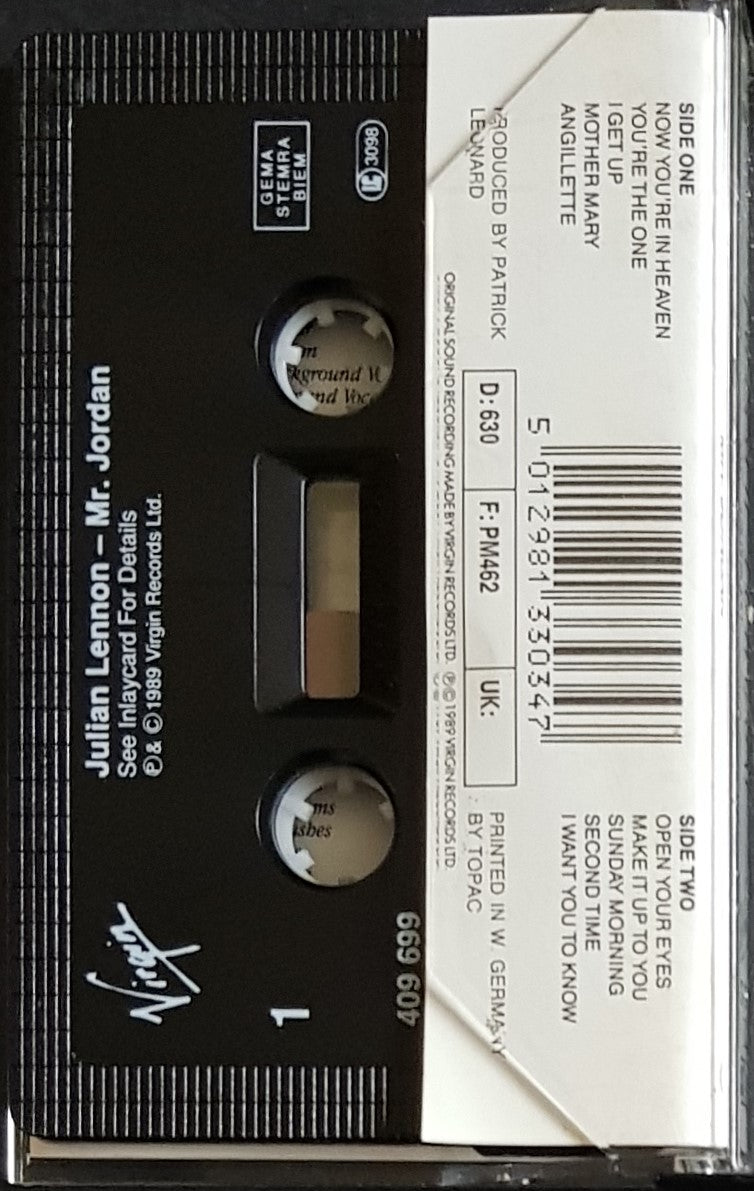 SIDE ONE
NOW YOU'RE IN HEAVEN
YOU'RE THE ONE
I GET UP
MOTHER MARY
ANGILLETTE
PRODUCED BY PATRICK
LEONARD
5 012981 330347
D: 630 F: PM462 UK:
SIDE TWO
OPEN YOUR EYES
MAKE IT UP TO YOU
SUNDAY MORNING
SECOND TIME
I WANT YOU TO KNOW
PRINTED IN W. GERMANY
BY TOPAC
ORIGINAL SOUND RECORDING MADE BY VIRGIN RECORDS LTD. ℗ © 1989 VIRGIN RECORDS LTD.
Julian Lennon – Mr. Jordan
See Inlaycard For Details
℗ & © 1989 Virgin Records Ltd.
GEMA
STEMRA
BIEM
LC 3098
Virgin
1
409 699
nd Voc
ms
ishes